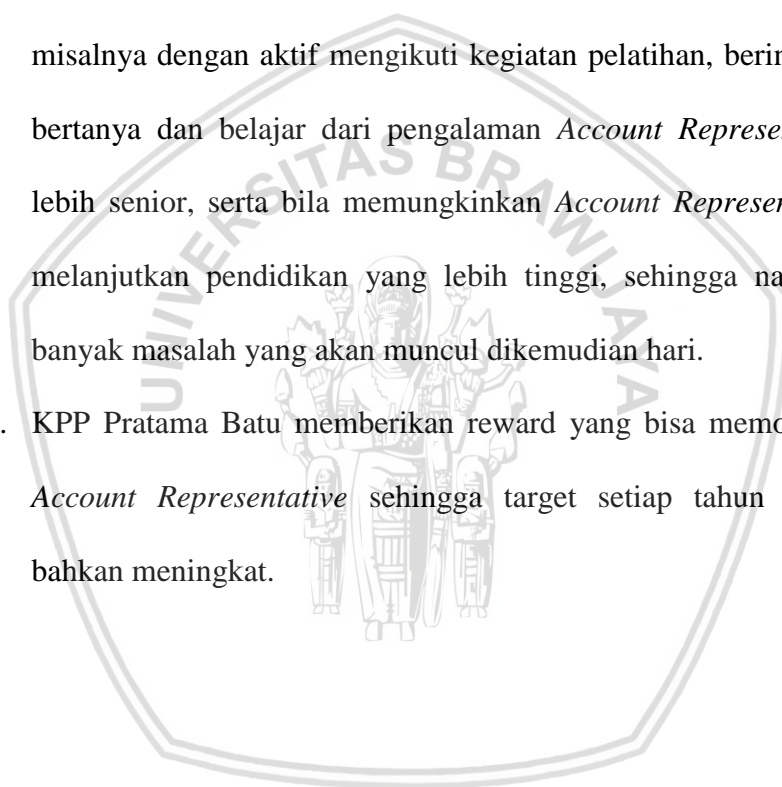 misalnya dengan aktif mengikuti kegiatan pelatihan, berin
bertanya dan belajar dari pengalaman Account Represe
lebih senior, serta bila memungkinkan Account Represen
melanjutkan pendidikan yang lebih tinggi, sehingga na
banyak masalah yang akan muncul dikemudian hari.
. KPP Pratama Batu memberikan reward yang bisa memo
Account Representative sehingga target setiap tahun
bahkan meningkat.
UNIVERSITAS BRAWIJAYA